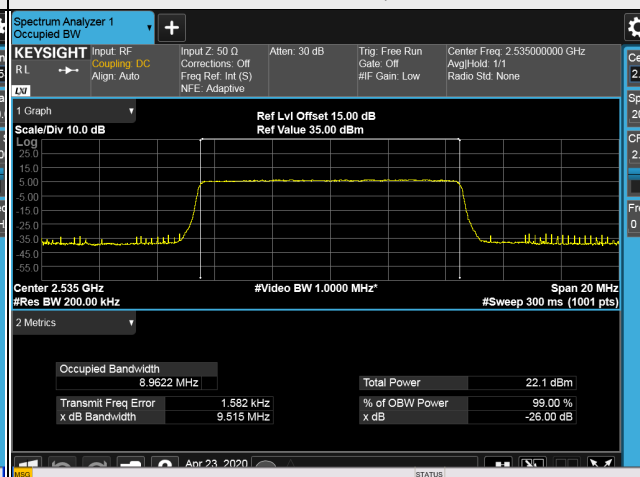 Spectrum Analyzer 1
Occupied BW
KEYSIGHT
R L
LXI
Input: RF
Coupling: DC
Align: Auto
Input Z: 50 Ω
Corrections: Off
Freq Ref: Int (S)
NFE: Adaptive
Atten: 30 dB
Trig: Free Run
Gate: Off
#IF Gain: Low
Center Freq: 2.535000000 GHz
Avg|Hold: 1/1
Radio Std: None
1 Graph
Scale/Div 10.0 dB
Ref Lvl Offset 15.00 dB
Ref Value 35.00 dBm
Log
25.0
15.0
5.00
-5.00
-15.0
-25.0
-35.0
-45.0
-55.0
Center 2.535 GHz
#Video BW 1.0000 MHz*
Span 20 MHz
#Res BW 200.00 kHz
#Sweep 300 ms (1001 pts)
2 Metrics
Occupied Bandwidth
8.9622 MHz
Total Power
22.1 dBm
Transmit Freq Error
1.582 kHz
% of OBW Power
99.00 %
x dB Bandwidth
9.515 MHz
x dB
-26.00 dB
Apr 23, 2020
MSG
STATUS